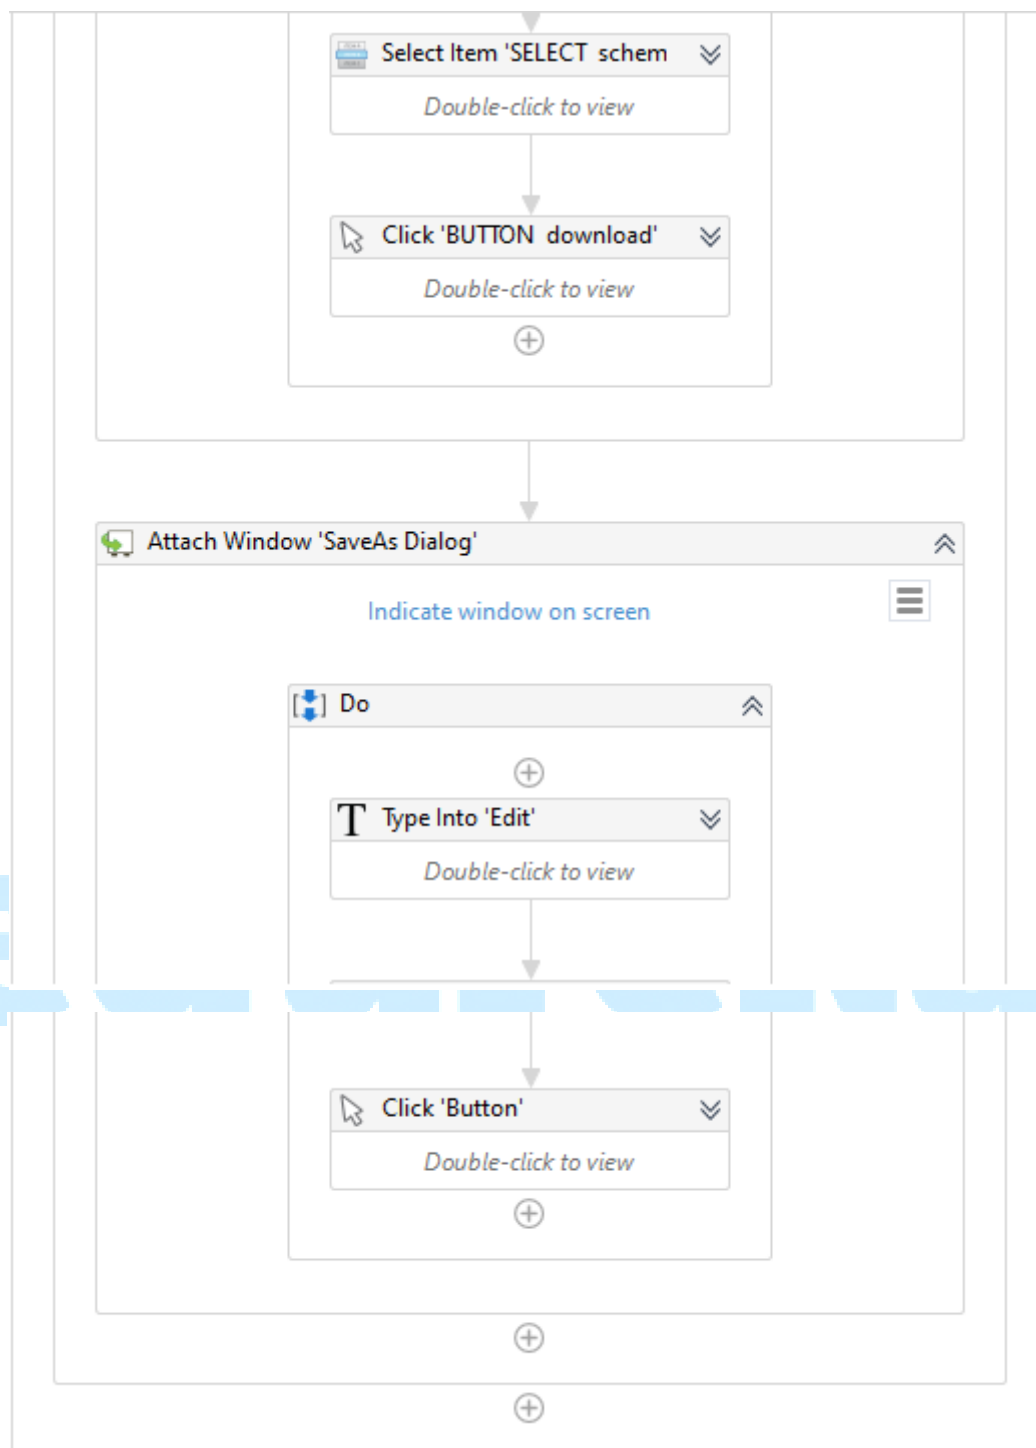 Select Item 'SELECT schem
Double-click to view
Click 'BUTTON download'
Double-click to view
Attach Window 'SaveAs Dialog'
Indicate window on screen
Do
Type Into 'Edit'
Double-click to view
Click 'Button'
Double-click to view